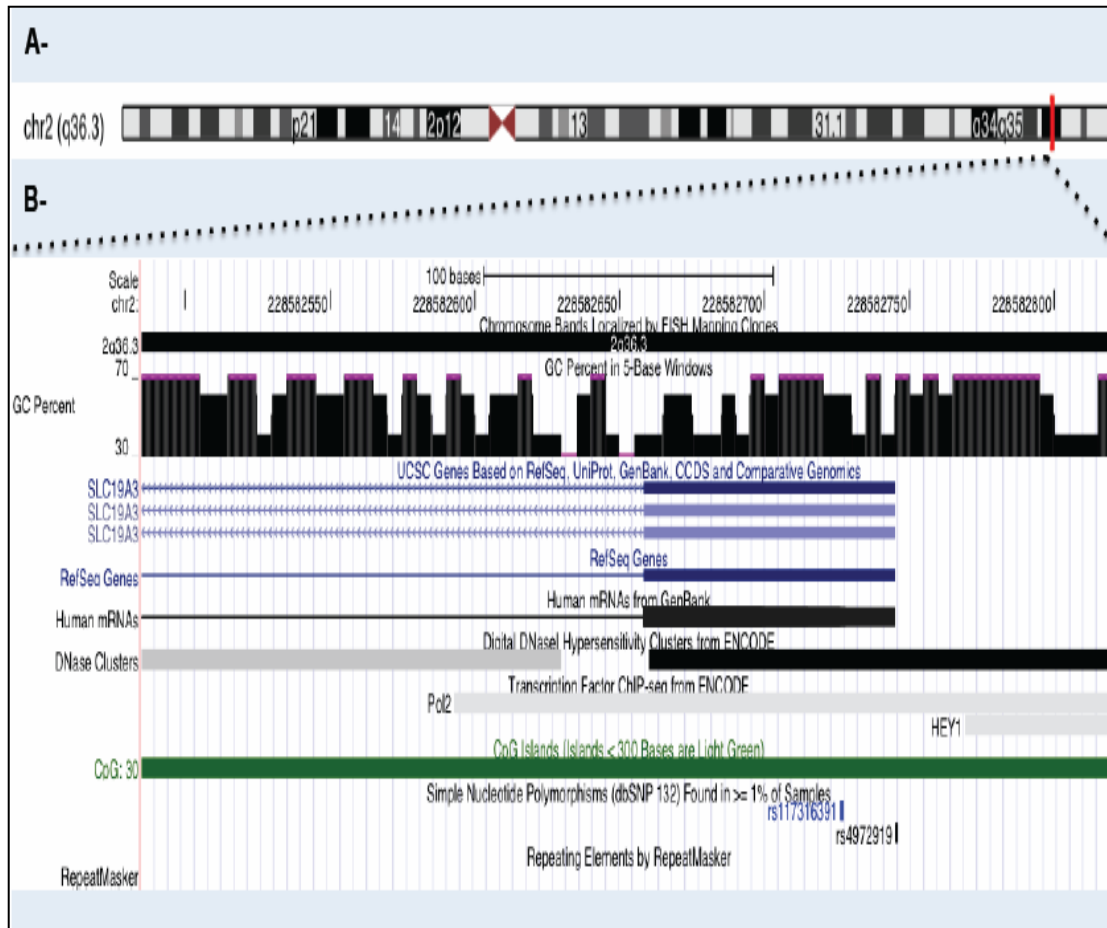 A-
chr2 (q36.3)
p21 14 2p12 13 31.1 q34q35
B-
Scale
100 bases
chr2:
228582550 228582600 228582650 228582700 228582750 228582800
Chromosome Bands Localized by FISH Mapping Clones
2q36.3
2q36.3
70
GC Percent in 5-Base Windows
GC Percent
30
UCSC Genes Based on RefSeq, UniProt, GenBank, CCDS and Comparative Genomics
SLC19A3
SLC19A3
SLC19A3
RefSeq Genes
RefSeq Genes
Human mRNAs from GenBank
Human mRNAs
Digital DNaseI Hypersensitivity Clusters from ENCODE
DNase Clusters
Transcription Factor ChIP-seq from ENCODE
Pol2
HEY1
CpG Islands (Islands < 300 Bases are Light Green)
CpG: 30
Simple Nucleotide Polymorphisms (dbSNP 132) Found in >= 1% of Samples
rs117316391
rs4972919
Repeating Elements by RepeatMasker
RepeatMasker